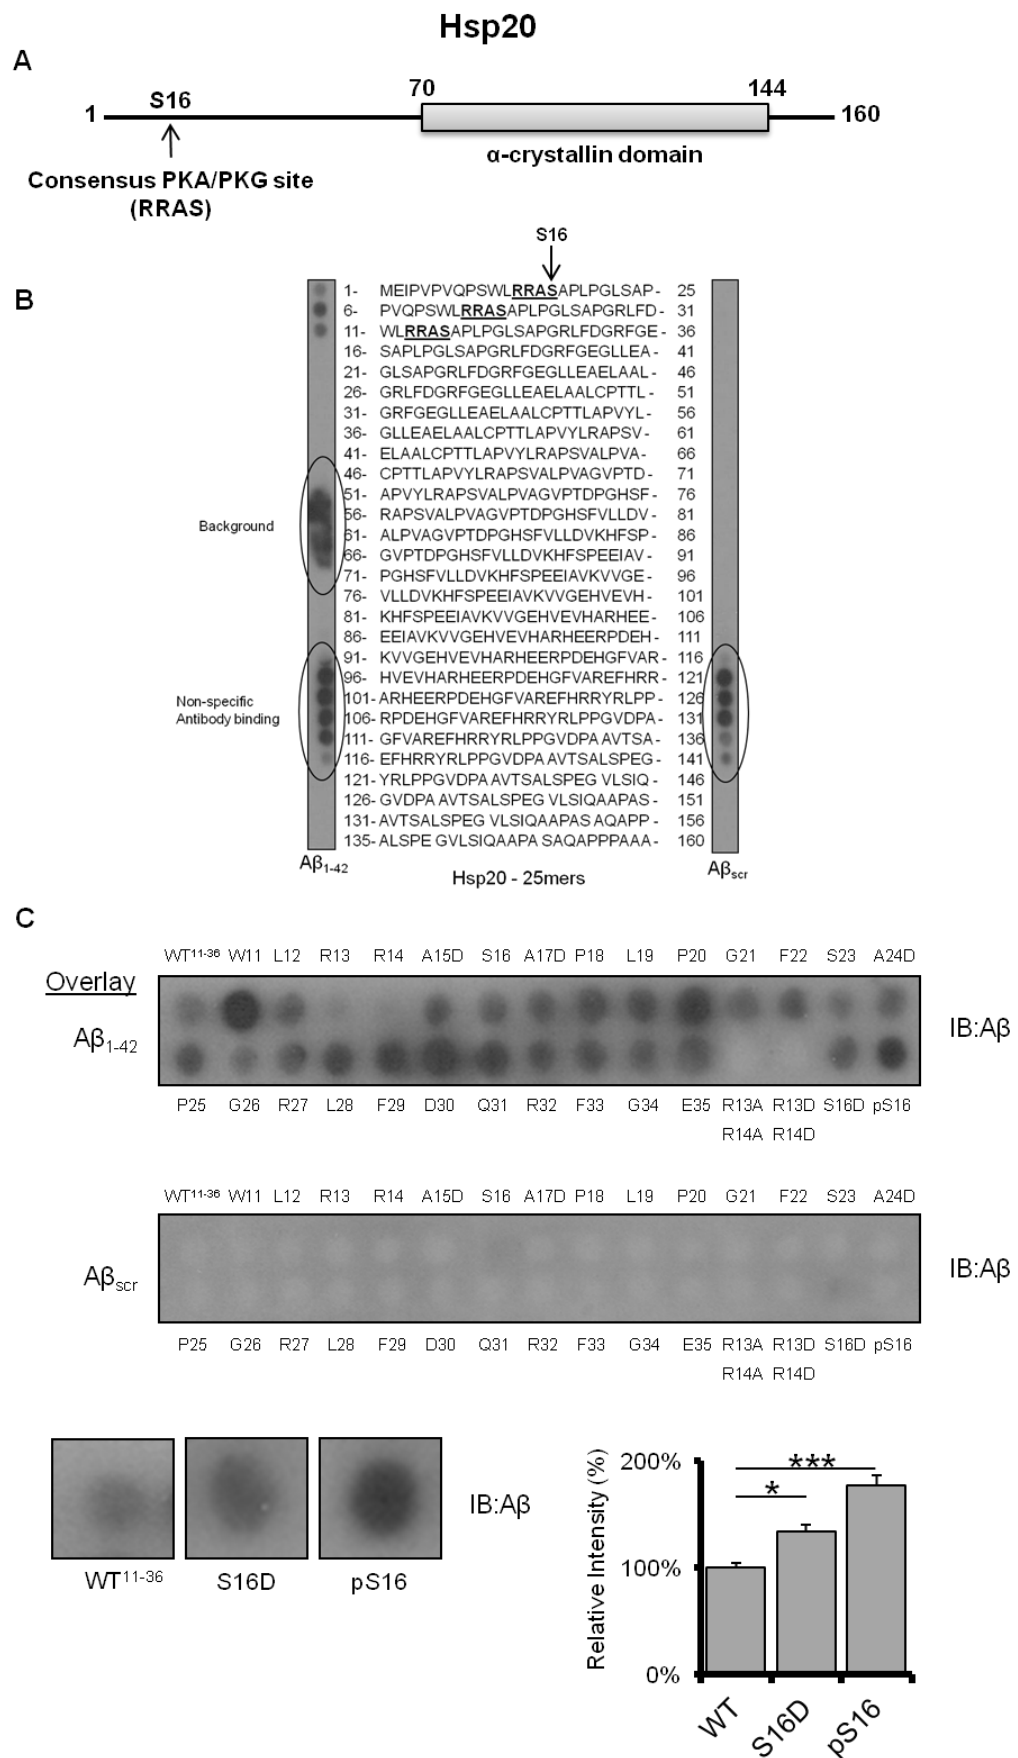 Hsp20
A
1 S16 70 144 160
α-crystallin domain
Consensus PKA/PKG site
(RRAS)
S16
B
1- MEIPVPVQPSWLRRASAPLPGLSAP- 25
6- PVQPSWLRRASAPLPGLSAPGRLFD- 31
11- WLRRASAPLPGLSAPGRLFDGRFGE- 36
16- SAPLPGLSAPGRLFDGRFGEGLLEA- 41
21- GLSAPGRLFDGRFGEGLLEAELAAL- 46
26- GRLFDGRFGEGLLEAELAALCPTTL- 51
31- GRFGEGLLEAELAALCPTTLAPVYL- 56
36- GLLEAELAALCPTTLAPVYLRAPSV- 61
41- ELAALCPTTLAPVYLRAPSVALPVA- 66
46- CPTTLAPVYLRAPSVALPVAGVPTD- 71
51- APVYLRAPSVALPVAGVPTDPGHSF- 76
56- RAPSVALPVAGVPTDPGHSFVLLDV- 81
61- ALPVAGVPTDPGHSFVLLDVKHFSP- 86
66- GVPTDPGHSFVLLDVKHFSPEEIAV- 91
71- PGHSFVLLDVKHFSPEEIAVKVVGE- 96
76- VLLDVKHFSPEEIAVKVVGEHVEVH- 101
81- KHFSPEEIAVKVVGEHVEVHARHEE- 106
86- EEIAVKVVGEHVEVHARHEERPDEH- 111
91- KVVGEHVEVHARHEERPDEHGFVAR- 116
96- HVEVHARHEERPDEHGFVAREFHRR- 121
101- ARHEERPDEHGFVAREFHRRYRLPP- 126
106- RPDEHGFVAREFHRRYRLPPGVDPA- 131
111- GFVAREFHRRYRLPPGVDPA AVTSA- 136
116- EFHRRYRLPPGVDPA AVTSALSPEG- 141
121- YRLPPGVDPA AVTSALSPEG VLSIQ- 146
126- GVDPA AVTSALSPEG VLSIQAAPAS- 151
131- AVTSALSPEG VLSIQAAPAS AQAPP- 156
135- ALSPE GVLSIQAAPA SAQAPPPAAA- 160
Background
Non-specific
Antibody binding
Aβ1-42 Hsp20 - 25mers Aβscr
C
WT11-36 W11 L12 R13 R14 A15D S16 A17D P18 L19 P20 G21 F22 S23 A24D
Overlay
Aβ1-42 IB:Aβ
P25 G26 R27 L28 F29 D30 Q31 R32 F33 G34 E35 R13A R13D S16D pS16
R14A R14D
WT11-36 W11 L12 R13 R14 A15D S16 A17D P18 L19 P20 G21 F22 S23 A24D
Aβscr IB:Aβ
P25 G26 R27 L28 F29 D30 Q31 R32 F33 G34 E35 R13A R13D S16D pS16
R14A R14D
WT11-36 S16D pS16
IB:Aβ
Relative Intensity (%)
200%
100%
0%
***
*
WT S16D pS16